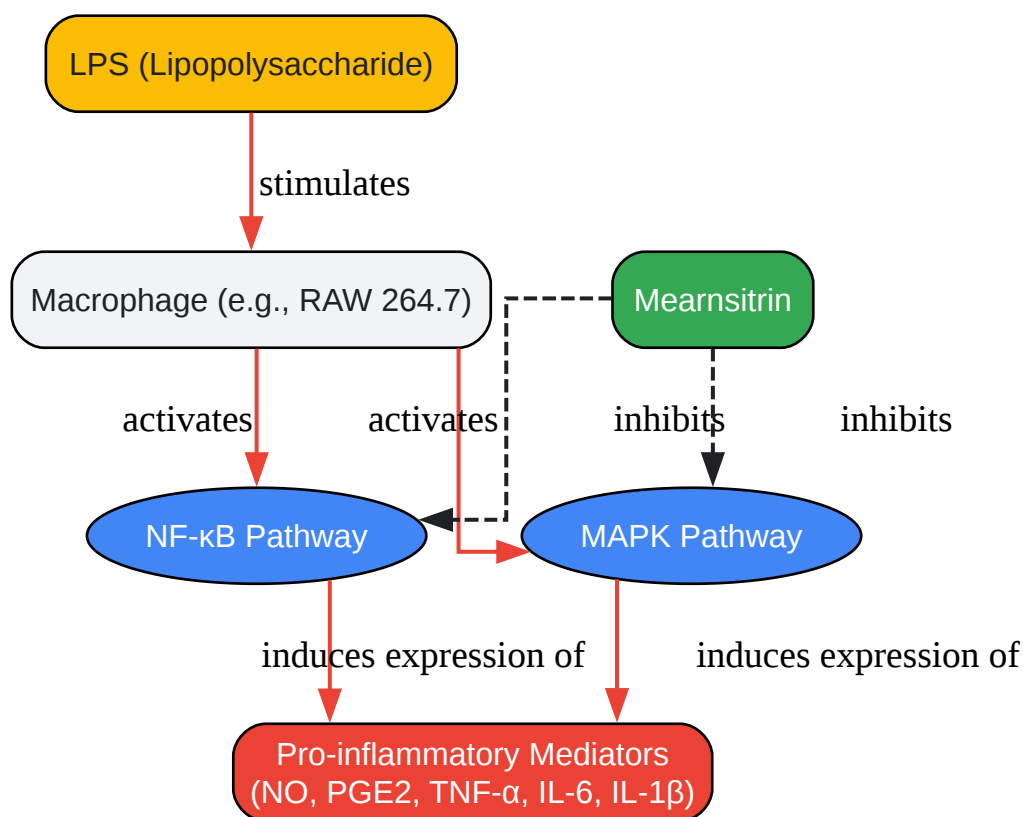 LPS (Lipopolysaccharide)
stimulates
Macrophage (e.g., RAW 264.7)
Mearnsitrin
activates
activates
inhibits
inhibits
NF-κB Pathway
MAPK Pathway
induces expression of
induces expression of
Pro-inflammatory Mediators
(NO, PGE2, TNF-α, IL-6, IL-1β)